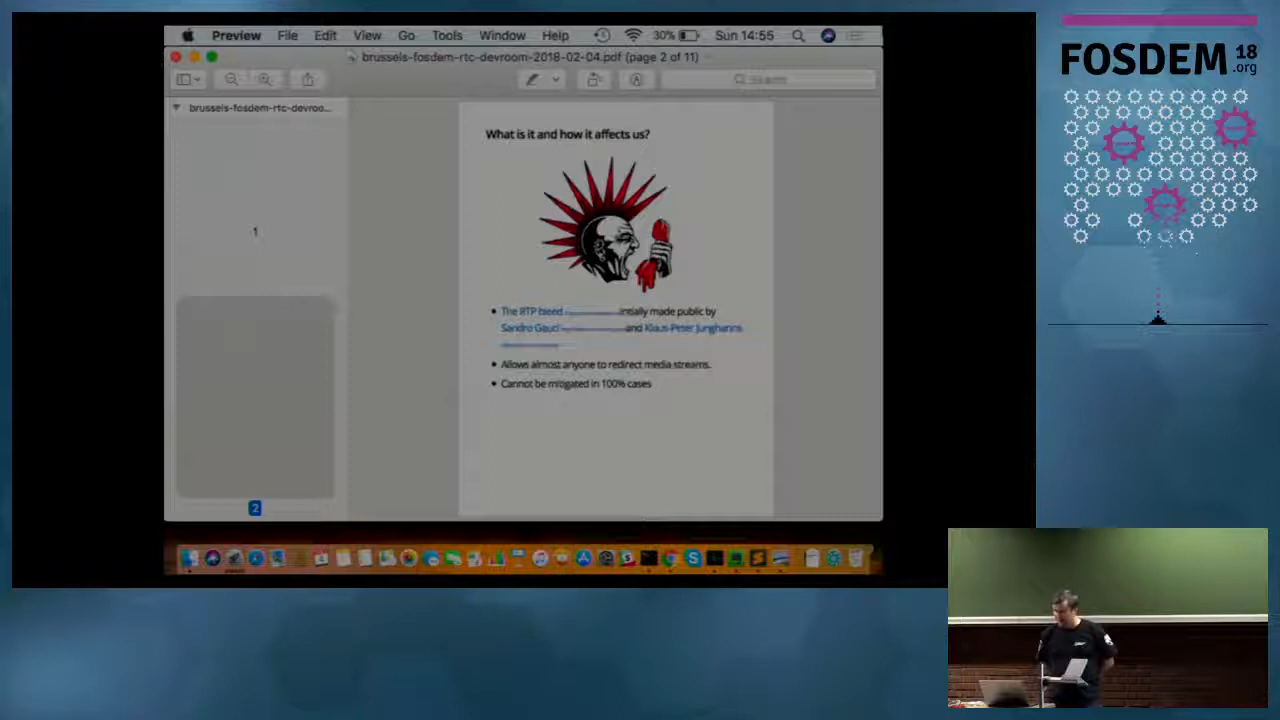 Preview File Edit View Go Tools Window Help 30% Sun 14:55
brussels-fosdem-rtc-devroom-2018-02-04.pdf (page 2 of 11)
Search
brussels-fosdem-rtc-devroo...
1
2
What is it and how it affects us?
• The RTP bleed intially made public by
Sandro Gauci and Klaus-Peter Junghanns
• Allows almost anyone to redirect media streams.
• Cannot be mitigated in 100% cases
FOSDEM 18
.org